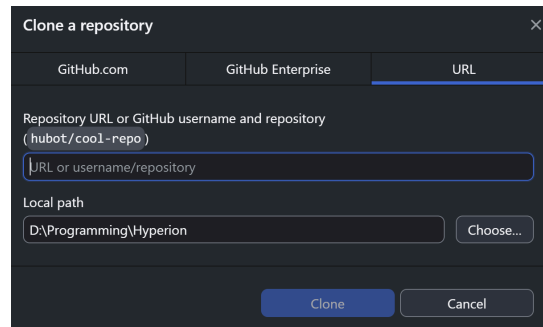 Clone a repository
GitHub.com
GitHub Enterprise
URL
Repository URL or GitHub username and repository
(hubot/cool-repo)
URL or username/repository
Local path
D:\Programming\Hyperion
Choose...
Clone
Cancel